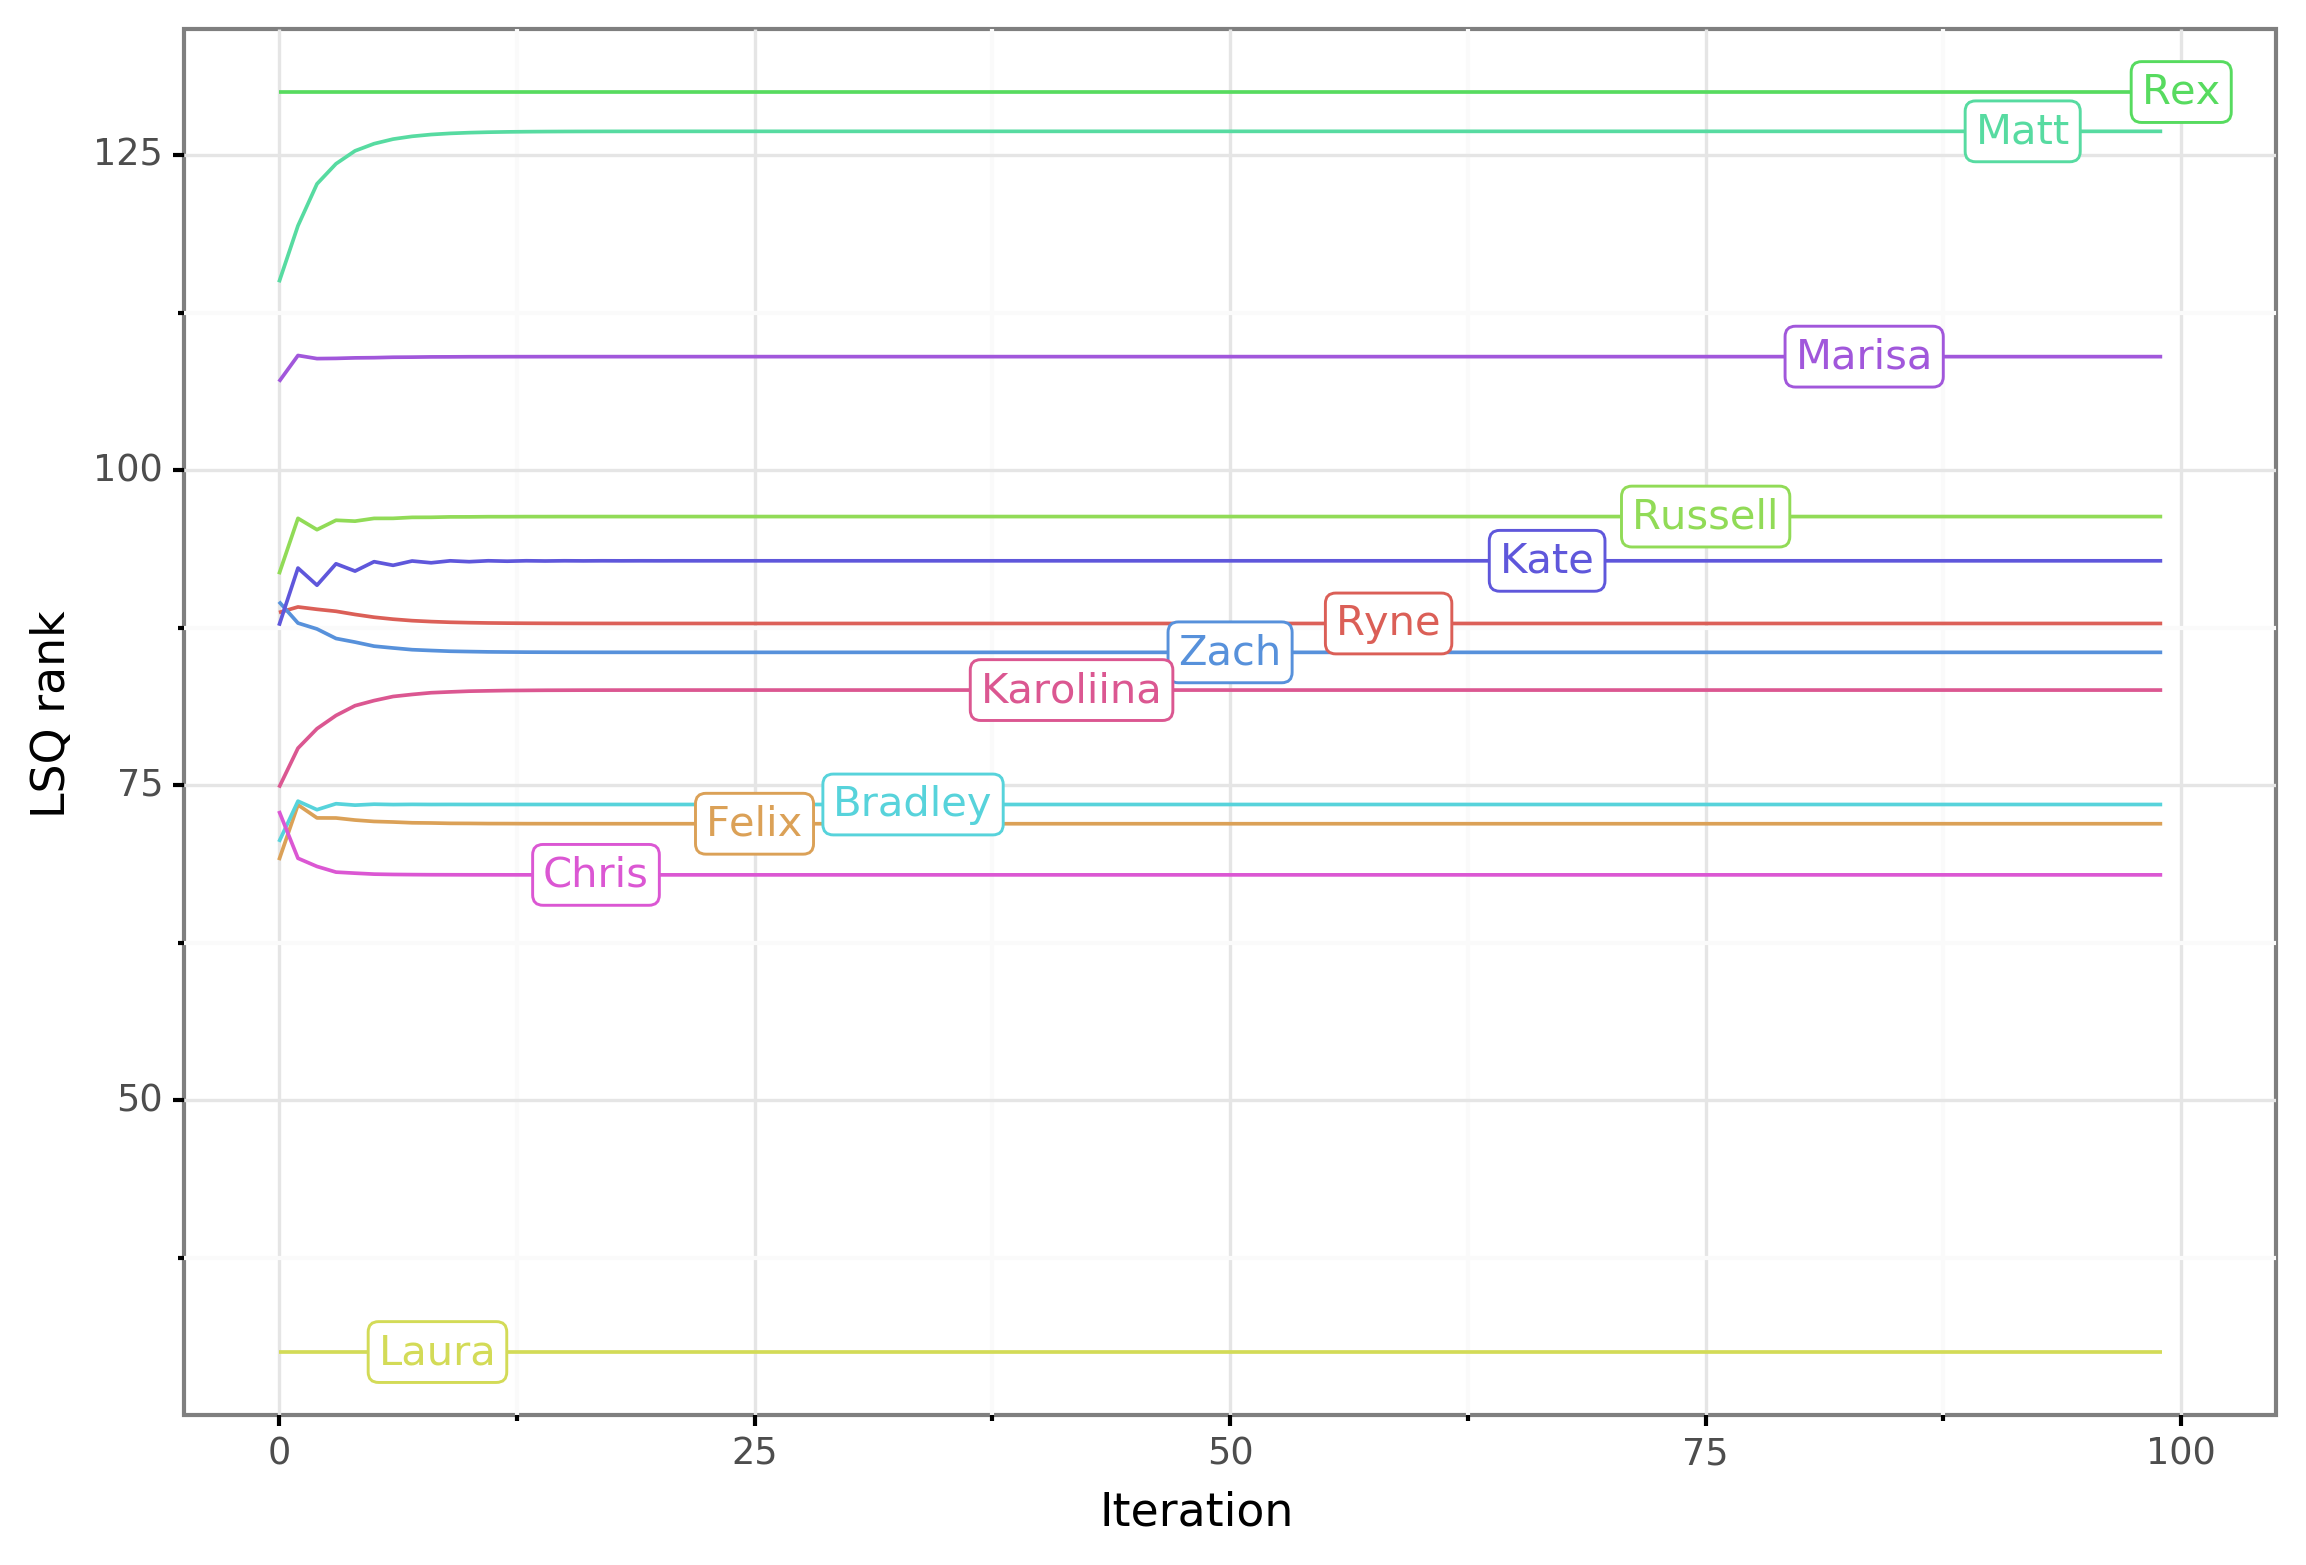 Rex
Matt
125
Marisa
100
Russell
Kate
Ryne
Zach
Karoliina
75
Bradley
Felix
Chris
50
Laura
0 25 50 75 100
Iteration
LSQ rank